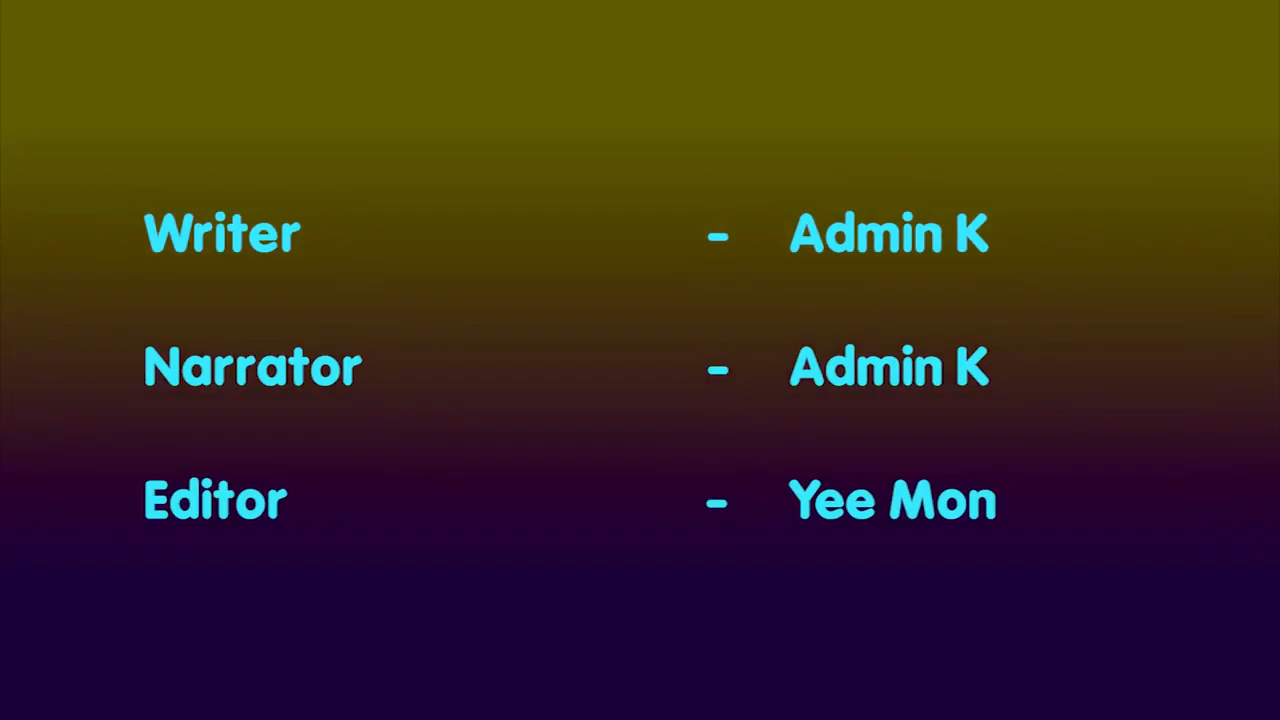 Writer - Admin K
Narrator - Admin K
Editor - Yee Mon